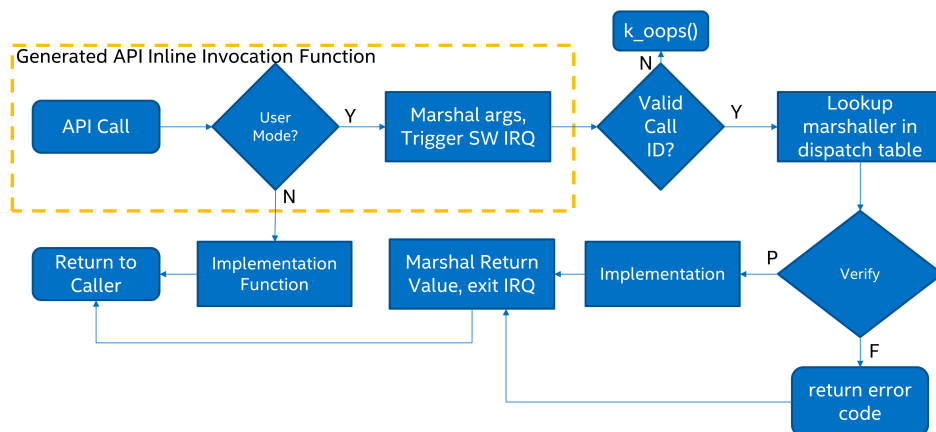 k_oops()
Generated API Inline Invocation Function
N
API Call
User
Mode?
Y
Marshal args,
Trigger SW IRQ
Valid
Call
ID?
Y
Lookup
marshaller in
dispatch table
N
Return to
Caller
Implementation
Function
Marshal Return
Value, exit IRQ
Implementation
P
Verify
F
return error
code